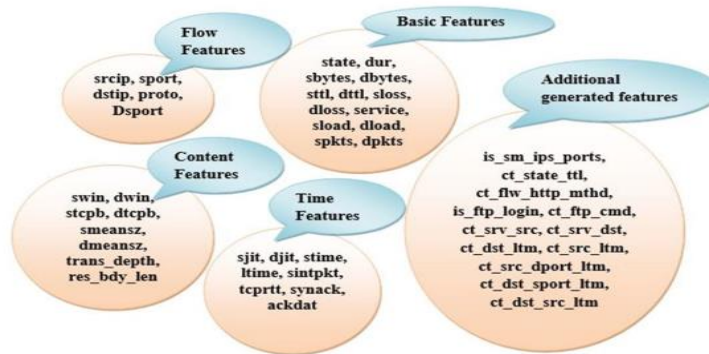 Flow
Features
srcip, sport,
dstip, proto,
Dsport
Basic Features
state, dur,
sbytes, dbytes,
sttl, dttl, sloss,
dloss, service,
sload, dload,
spkts, dpkts
Additional
generated features
is_sm_ips_ports,
ct_state_ttl,
ct_flw_http_mthd,
is_ftp_login, ct_ftp_cmd,
ct_srv_src, ct_srv_dst,
ct_dst_ltm, ct_src_ltm,
ct_src_dport_ltm,
ct_dst_sport_ltm,
ct_dst_src_ltm
Content
Features
swin, dwin,
stcpb, dtcpb,
smeansz,
dmeansz,
trans_depth,
res_bdy_len
Time
Features
sjit, djit, stime,
ltime, sintpkt,
tcprtt, synack,
ackdat